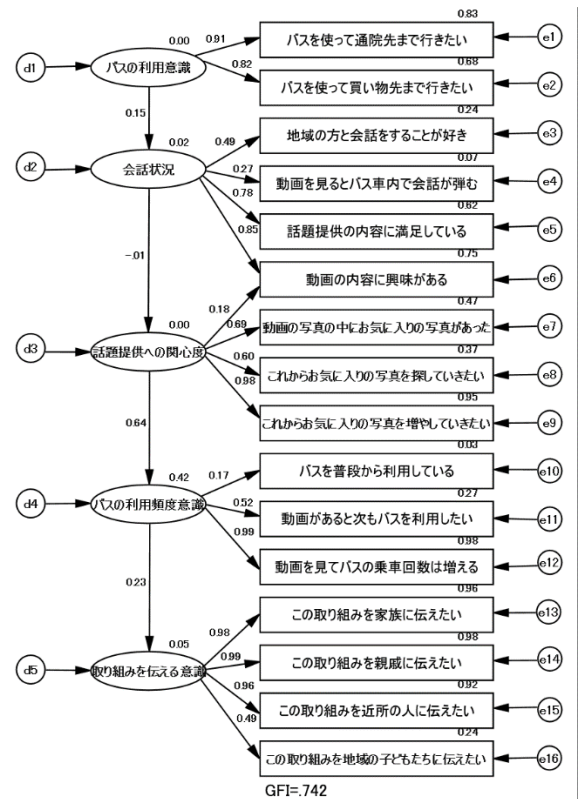 0.83
0.00 0.91 バスを使って通院先まで行きたい e1
d1 バスの利用意識 0.82 0.68
バスを使って買い物先まで行きたい e2
0.15 0.24
0.02 0.49 地域の方と会話をすることが好き e3
d2 会話状況 0.27 0.07
動画を見るとバス車内で会話が弾む e4
0.78 0.62
話題提供の内容に満足している e5
0.85 0.75
-.01 動画の内容に興味がある e6
0.18 0.47
0.00 0.69 動画の写真の中にお気に入りの写真があった e7
d3 話題提供への関心度 0.60 0.37
これからお気に入りの写真を探していきたい e8
0.98 0.95
これからお気に入りの写真を増やしていきたい e9
0.64 0.03
0.42 0.17 バスを普段から利用している e10
d4 バスの利用頻度意識 0.52 0.27
動画があると次もバスを利用したい e11
0.99 0.98
動画を見てバスの乗車回数は増える e12
0.23 0.96
0.05 0.98 この取り組みを家族に伝えたい e13
d5 取り組みを伝える意識 0.99 0.98
この取り組みを親戚に伝えたい e14
0.96 0.92
この取り組みを近所の人に伝えたい e15
0.49 0.24
この取り組みを地域の子どもたちに伝えたい e16
GFI=.742